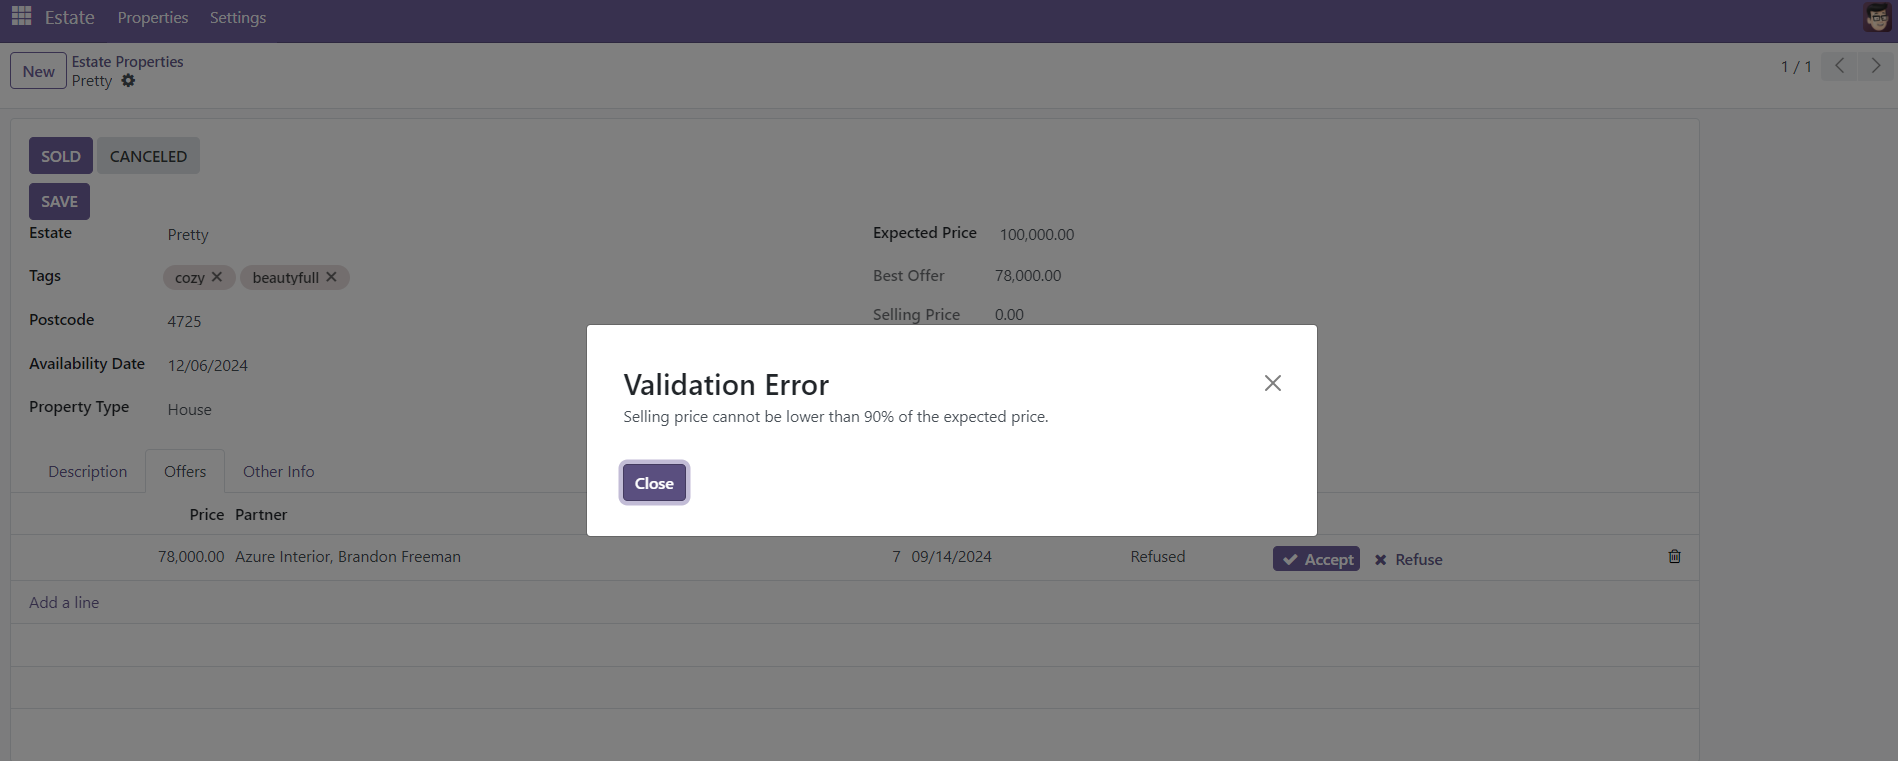 Estate Properties Settings
New Estate Properties
Pretty
1 / 1
SOLD CANCELED
SAVE
Estate Pretty
Expected Price 100,000.00
Tags cozy beautyfull
Best Offer 78,000.00
Postcode 4725
Selling Price 0.00
Availability Date 12/06/2024
Property Type House
Validation Error
Selling price cannot be lower than 90% of the expected price.
Close
Description Offers Other Info
Price Partner
78,000.00 Azure Interior, Brandon Freeman 7 09/14/2024 Refused Accept Refuse
Add a line